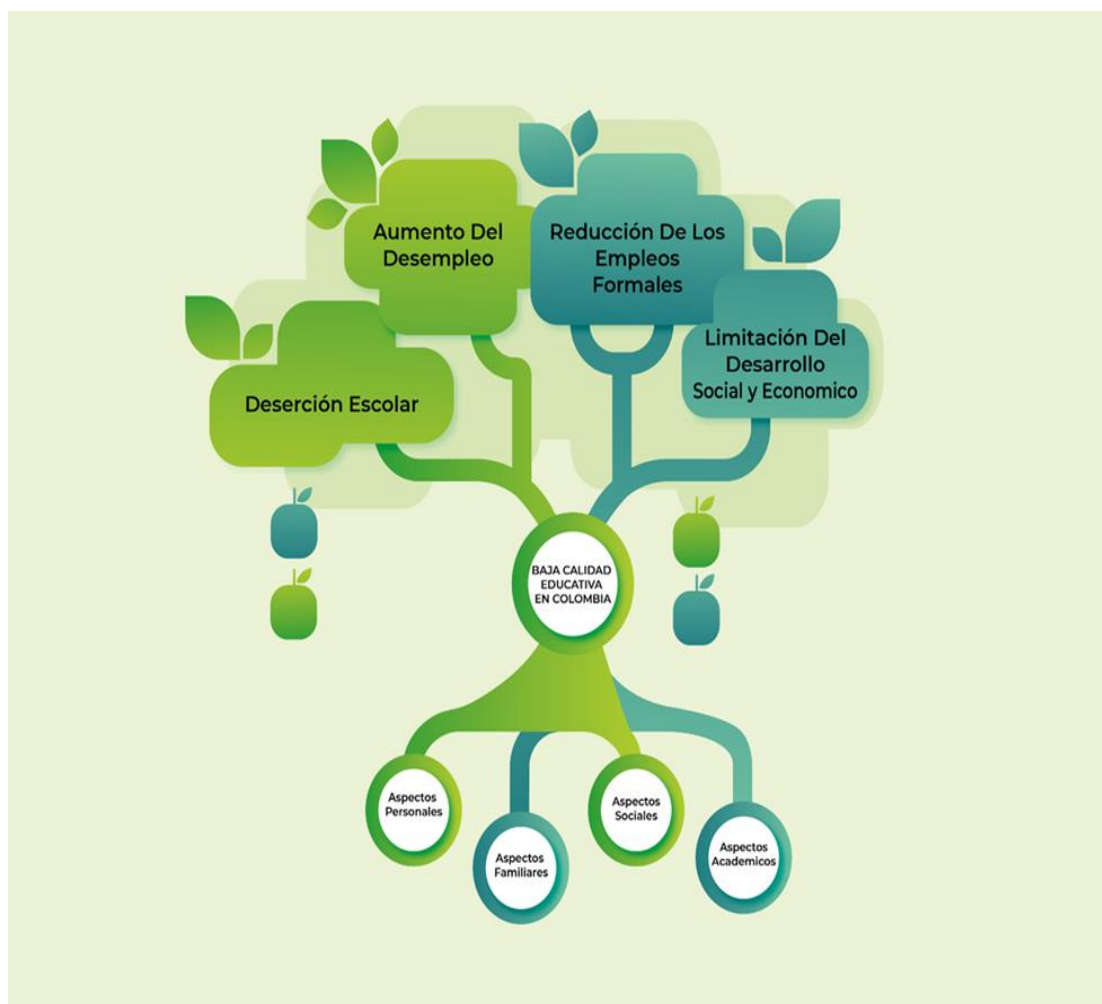 Aumento Del
Desempleo
Reducción De Los
Empleos
Formales
Limitación Del
Desarrollo
Social y Economico
Deserción Escolar
BAJA CALIDAD
EDUCATIVA
EN COLOMBIA
Aspectos
Personales
Aspectos
Familiares
Aspectos
Sociales
Aspectos
Academicos